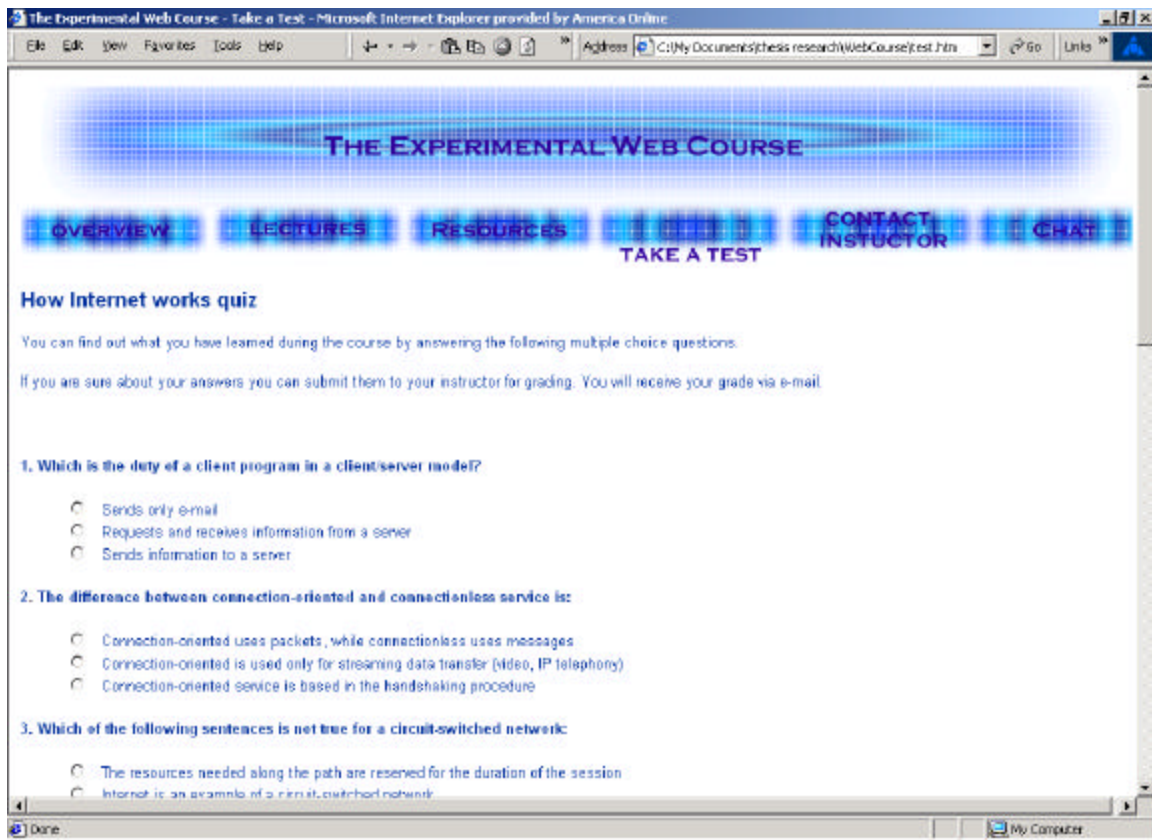 The Experimental Web Course - Take a Test - Microsoft Internet Explorer provided by America Online
File Edit View Favorites Tools Help » Address C:\My Documents\thesis research\WebCourse\test.htm Go Links »
THE EXPERIMENTAL WEB COURSE
OVERVIEW LECTURES RESOURCES TAKE A TEST CONTACT INSTUCTOR CHAT
How Internet works quiz
You can find out what you have learned during the course by answering the following multiple choice questions.
If you are sure about your answers you can submit them to your instructor for grading. You will receive your grade via e-mail.
1. Which is the duty of a client program in a client/server model?
Sends only e-mail
Requests and receives information from a server
Sends information to a server
2. The difference between connection-oriented and connectionless service is:
Connection-oriented uses packets, while connectionless uses messages
Connection-oriented is used only for streaming data transfer (video, IP telephony)
Connection-oriented service is based in the handshaking procedure
3. Which of the following sentences is not true for a circuit-switched network:
The resources needed along the path are reserved for the duration of the session
Internet is an example of a circuit-switched network
Done My Computer